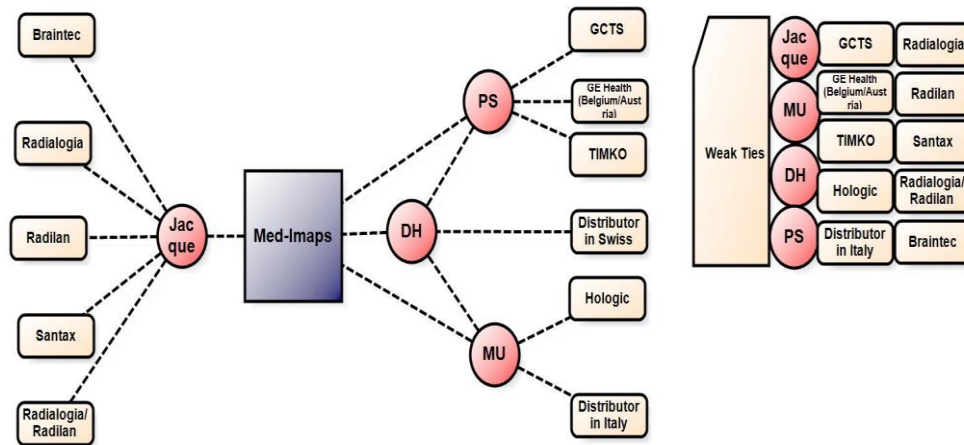 Braintec
Radialogia
Radilan
Santax
Radialogia/
Radilan
Jac
que
Med-Imaps
PS
DH
MU
GCTS
GE Health
(Belgium/Aust
ria)
TIMKO
Distributor
in Swiss
Hologic
Distributor
in Italy
Weak Ties
Jac
que
MU
DH
PS
GCTS
GE Health
(Belgium/Aust
ria)
TIMKO
Hologic
Distributor
in Italy
Radialogia
Radilan
Santax
Radialogia/
Radilan
Braintec